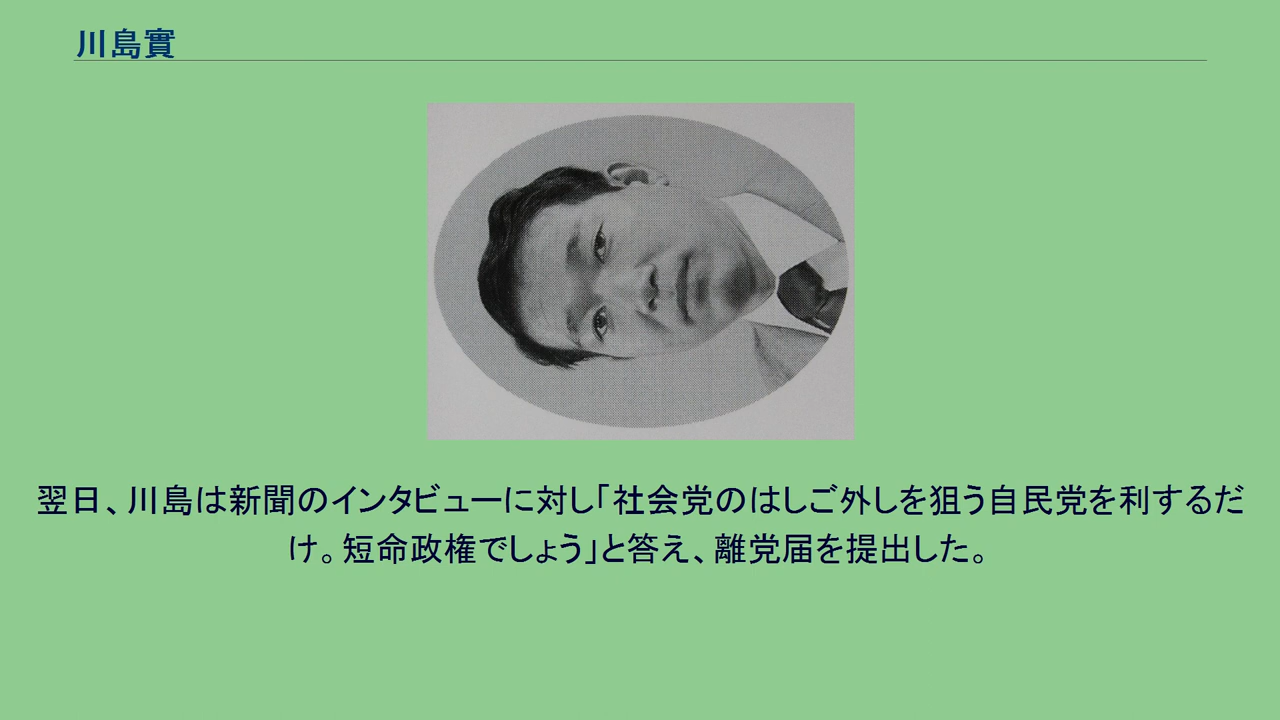 川島實
翌日、川島は新聞のインタビューに対し「社会党のはしご外しを狙う自民党を利するだ
け。短命政権でしょう」と答え、離党届を提出した。